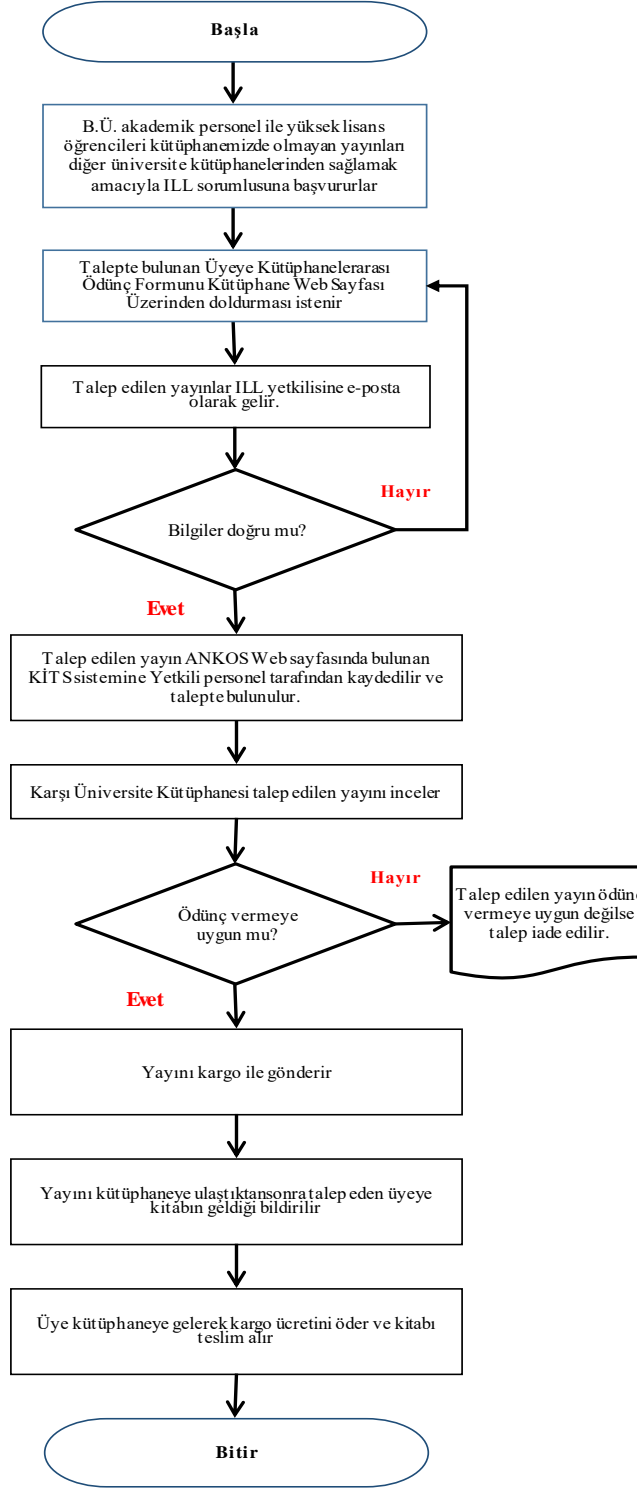 Başla
B.Ü. akademik personel ile yüksek lisans
öğrencileri kütüphanemizde olmayan yayınları
diğer üniversite kütüphanelerinden sağlamak
amacıyla ILL sorumlusuna başvururlar
Talepte bulunan Üyeye Kütüphanelerarası
Ödünç Formunu Kütüphane Web Sayfası
Üzerinden doldurması istenir
Talep edilen yayınlar ILL yetkilisine e-posta
olarak gelir.
Hayır
Bilgiler doğru mu?
Evet
Talep edilen yayın ANKOS Web sayfasında bulunan
KİT Ssistemine Yetkili personel tarafından kaydedilir ve
talepte bulunulur.
Karşı Üniversite Kütüphanesi talep edilen yayını inceler
Hayır
Ödünç vermeye
uygun mu?
Talep edilen yayın ödünç
vermeye uygun değilse
talep iade edilir.
Evet
Yayını kargo ile gönderir
Yayını kütüphaneye ulaştıktan sonra talep eden üyeye
kitabın geldiği bildirilir
Üye kütüphaneye gelerek kargo ücretini öder ve kitabı
teslim alır
Bitir